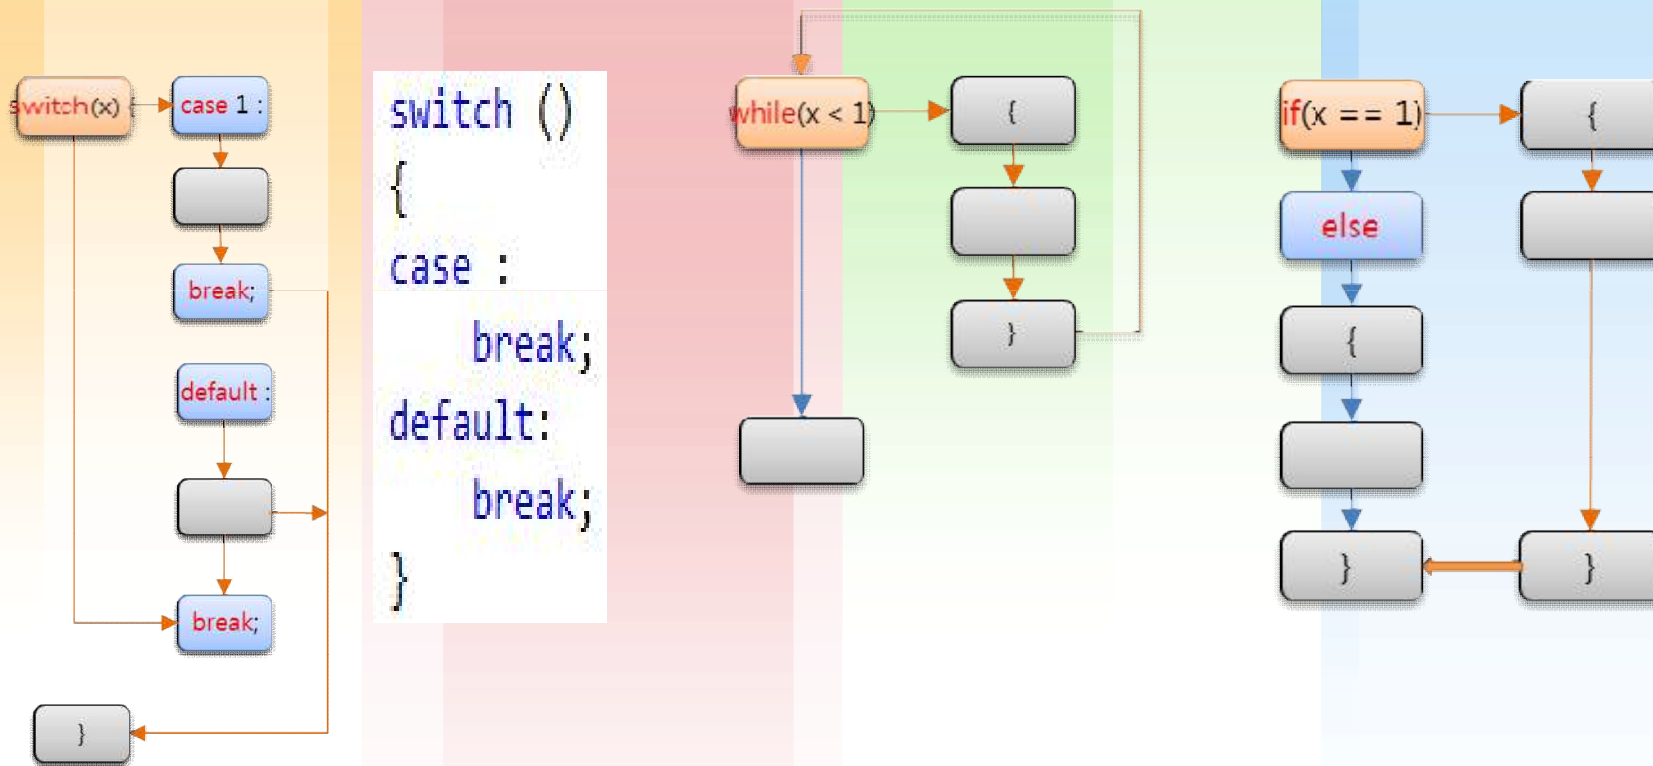 switch(x) {
case 1 :
break;
default :
break;
}
switch ()
{
case :
break;
default:
break;
}
while(x < 1)
{
}
if(x == 1)
else
{
}
{
}